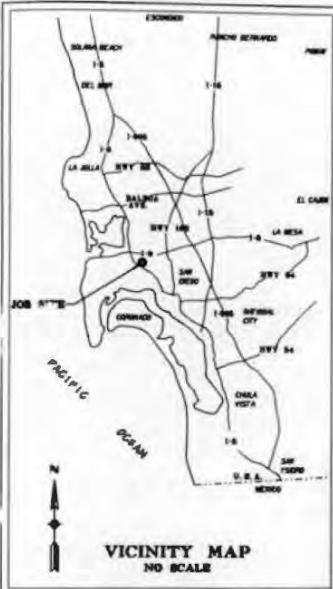 ESCONDIDO
RANCHO BERNARDO
SOLANA BEACH
POWAY
I-5
I-15
DEL MAR
I-805
I-5
LA JOLLA
HWY 52
BALBOA
AVE.
EL CAJON
HWY 163
I-15
LA MESA
I-8
I-8
SAN
DIEGO
HWY 94
JOB SITE
I-805
NATIONAL
CITY
CORONADO
HWY 54
PACIFIC
OCEAN
CHULA
VISTA
I-5
N
SAN
YSIDRO
U.S.A.
MEXICO
VICINITY MAP
NO SCALE